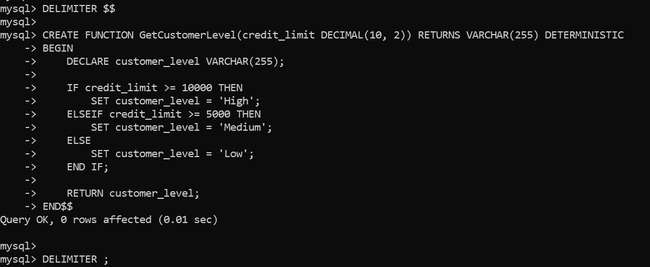 mysql> DELIMITER $$
mysql>
mysql> CREATE FUNCTION GetCustomerLevel(credit_limit DECIMAL(10, 2)) RETURNS VARCHAR(255) DETERMINISTIC
    -> BEGIN
    ->     DECLARE customer_level VARCHAR(255);
    ->
    ->     IF credit_limit >= 10000 THEN
    ->         SET customer_level = 'High';
    ->     ELSEIF credit_limit >= 5000 THEN
    ->         SET customer_level = 'Medium';
    ->     ELSE
    ->         SET customer_level = 'Low';
    ->     END IF;
    ->
    ->     RETURN customer_level;
    -> END$$
Query OK, 0 rows affected (0.01 sec)

mysql>
mysql> DELIMITER ;